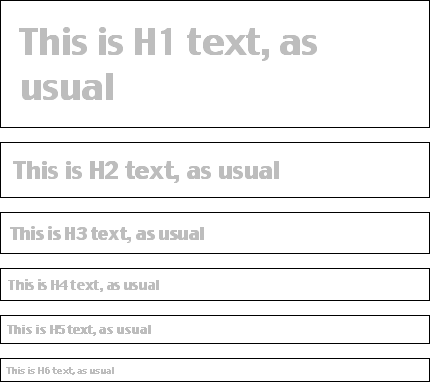 This is H1 text, as
usual
This is H2 text, as usual
This is H3 text, as usual
This is H4 text, as usual
This is H5 text, as usual
This is H6 text, as usual